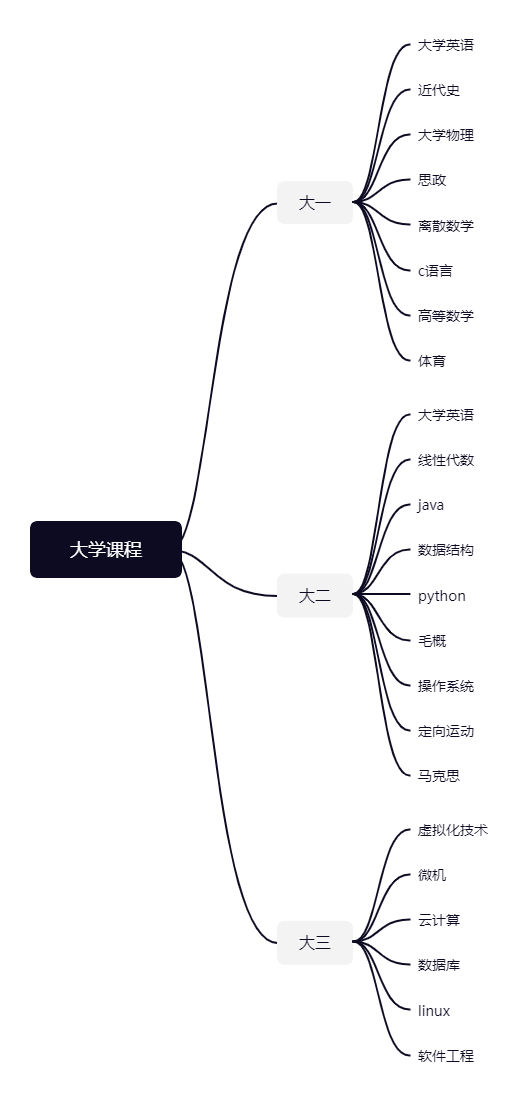 大学课程
大一
大学英语
近代史
大学物理
思政
离散数学
c语言
高等数学
体育
大二
大学英语
线性代数
java
数据结构
python
毛概
操作系统
定向运动
马克思
大三
虚拟化技术
微机
云计算
数据库
linux
软件工程